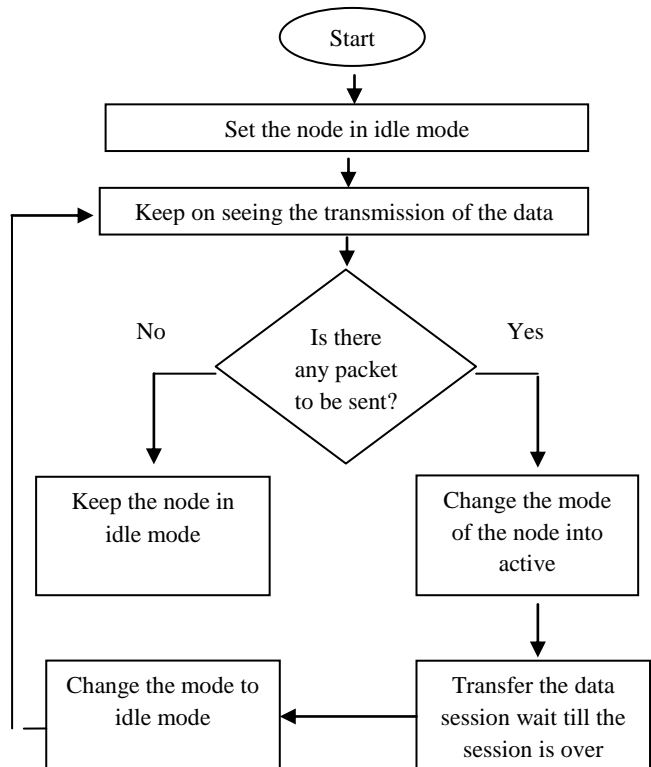 Start
Set the node in idle mode
Keep on seeing the transmission of the data
No
Yes
Is there
any packet
to be sent?
Keep the node in
idle mode
Change the mode
of the node into
active
Change the mode to
idle mode
Transfer the data
session wait till the
session is over